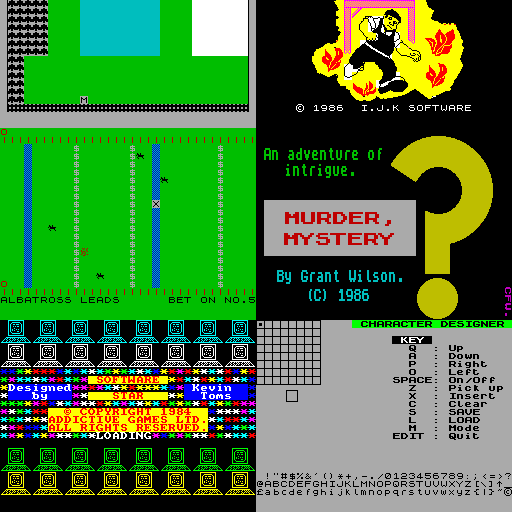 M
© 1986 I.J.K SOFTWARE
ALBATROSS LEADS BET ON NO.5
An adventure of
intrigue.
MURDER,
MYSTERY
By Grant Wilson.
(C) 1986
CPU.
SOFTWARE
Designed
by
STAR
Kevin
Toms
© COPYRIGHT 1984
ADDICTIVE GAMES LTD.
ALL RIGHTS RESERVED.
LOADING
CHARACTER DESIGNER
KEY
Q : Up
A : Down
P : Right
O : Left
SPACE: On/Off
Z : Pick up
X : Insert
C : Clear
S : SAVE
L : LOAD
M : Mode
EDIT : Quit
!"#$%&'()*+,-./0123456789:;<=>?
@ABCDEFGHIJKLMNOPQRSTUVWXYZ[\]↑_
£abcdefghijklmnopqrstuvwxyz{|}~©